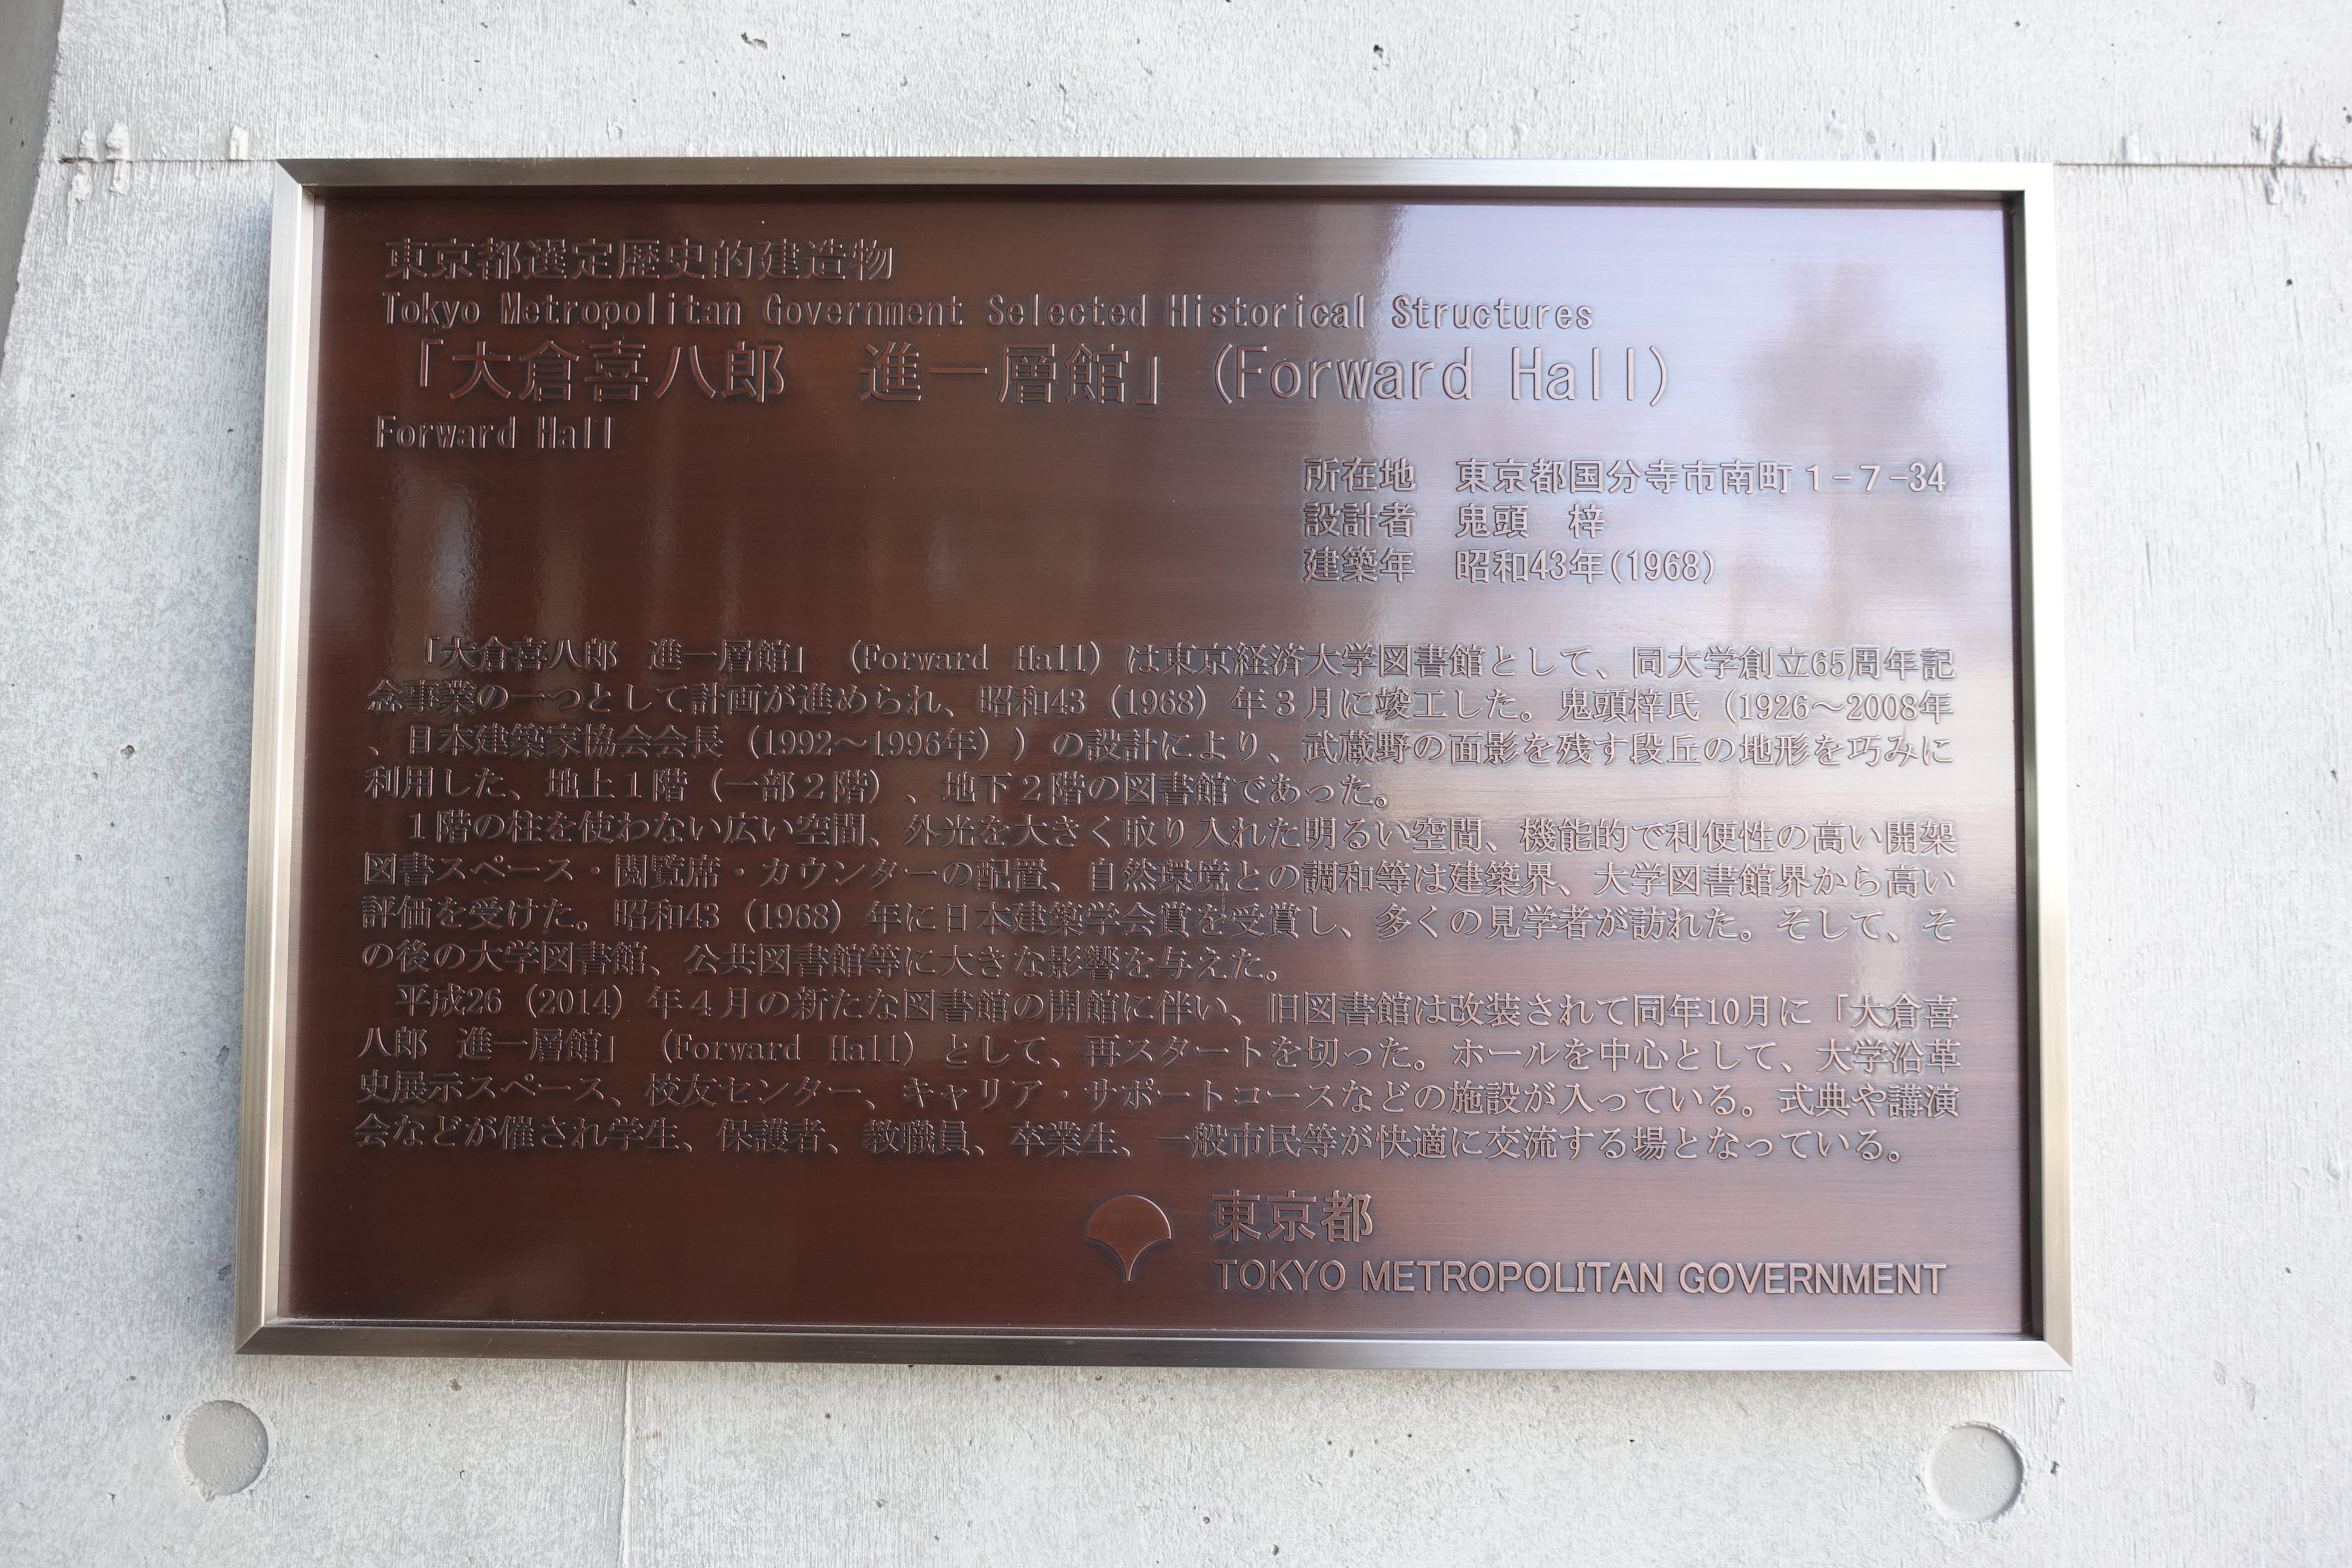 東京都選定歴史的建造物
Tokyo Metropolitan Government Selected Historical Structures
「大倉喜八郎　進一層館」(Forward Hall)
Forward Hall
所在地　東京都国分寺市南町１−７−34
設計者　鬼頭　梓
建築年　昭和43年(1968)
「大倉喜八郎　進一層館」（Forward　Hall）は東京経済大学図書館として、同大学創立65周年記
念事業の一つとして計画が進められ、昭和43（1968）年３月に竣工した。鬼頭梓氏（1926～2008年
、日本建築家協会会長（1992～1996年））の設計により、武蔵野の面影を残す段丘の地形を巧みに
利用した、地上１階（一部２階）、地下２階の図書館であった。
１階の柱を使わない広い空間、外光を大きく取り入れた明るい空間、機能的で利便性の高い開架
図書スペース・閲覧席・カウンターの配置、自然環境との調和等は建築界、大学図書館界から高い
評価を受けた。昭和43（1968）年に日本建築学会賞を受賞し、多くの見学者が訪れた。そして、そ
の後の大学図書館、公共図書館等に大きな影響を与えた。
平成26（2014）年４月の新たな図書館の開館に伴い、旧図書館は改装されて同年10月に「大倉喜
八郎　進一層館」（Forward　Hall）として、再スタートを切った。ホールを中心として、大学沿革
史展示スペース、校友センター、キャリア・サポートコースなどの施設が入っている。式典や講演
会などが催され学生、保護者、教職員、卒業生、一般市民等が快適に交流する場となっている。
東京都
TOKYO METROPOLITAN GOVERNMENT